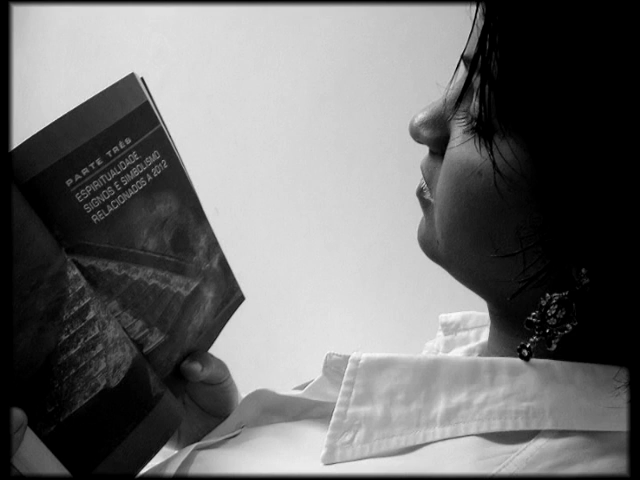 PARTE TRÊS
ESPIRITUALIDADE
SIGNOS E SIMBOLISMO
RELACIONADOS A 2012